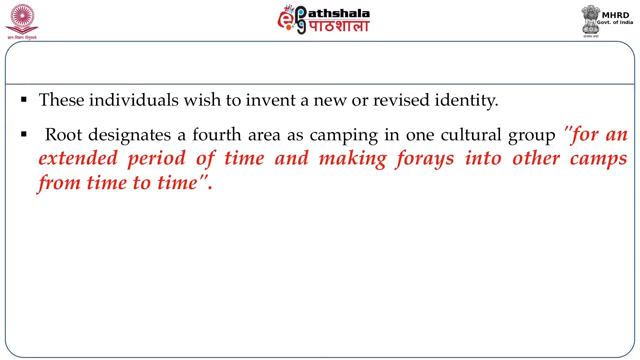 Pathshala
पाठशाला
MHRD
Govt. of India
▪ These individuals wish to invent a new or revised identity.
▪ Root designates a fourth area as camping in one cultural group "for an
extended period of time and making forays into other camps
from time to time".